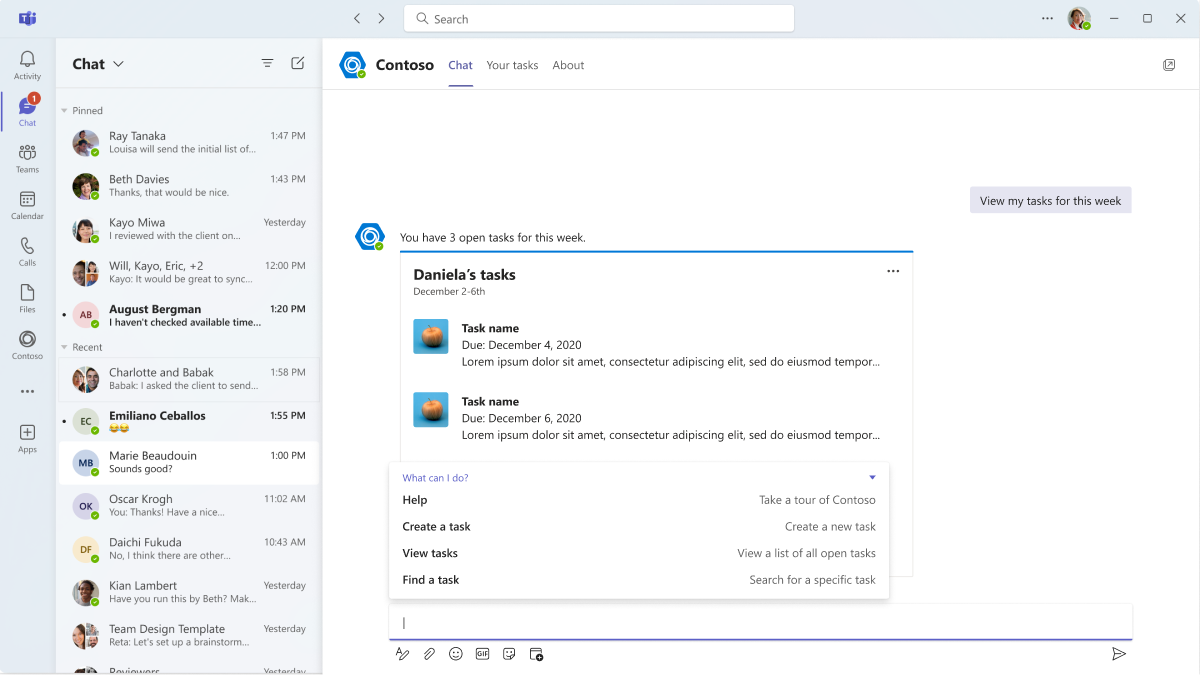 Search
Activity
1
Chat
Teams
Calendar
Calls
Files
Contoso
Apps
Chat
Pinned
Ray Tanaka 1:47 PM
Louisa will send the initial list of...
Beth Davies 1:43 PM
Thanks, that would be nice.
Kayo Miwa Yesterday
I reviewed with the client on...
Will, Kayo, Eric, +2 12:00 PM
Kayo: It would be great to sync...
AB
August Bergman 1:20 PM
I haven't checked available time...
Recent
Charlotte and Babak 1:58 PM
Babak: I asked the client to send...
EC
Emiliano Ceballos 1:55 PM
😂😂
MB
Marie Beaudouin 1:00 PM
Sounds good?
OK
Oscar Krogh 11:02 AM
You: Thanks! Have a nice...
DF
Daichi Fukuda 10:43 AM
No, I think there are other...
Kian Lambert Yesterday
Have you run this by Beth? Mak...
Team Design Template Yesterday
Reta: Let's set up a brainstorm...
Reviewers Yesterday
Contoso Chat Your tasks About
View my tasks for this week
You have 3 open tasks for this week.
Daniela’s tasks
December 2-6th
Task name
Due: December 4, 2020
Lorem ipsum dolor sit amet, consectetur adipiscing elit, sed do eiusmod tempor...
Task name
Due: December 6, 2020
Lorem ipsum dolor sit amet, consectetur adipiscing elit, sed do eiusmod tempor...
What can I do?
Help Take a tour of Contoso
Create a task Create a new task
View tasks View a list of all open tasks
Find a task Search for a specific task
GIF